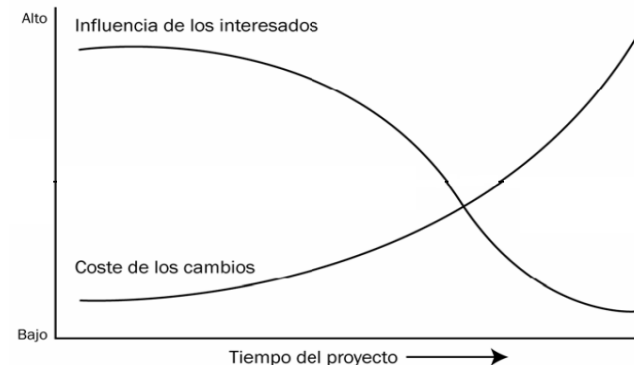 Alto
Influencia de los interesados
Coste de los cambios
Bajo
Tiempo del proyecto